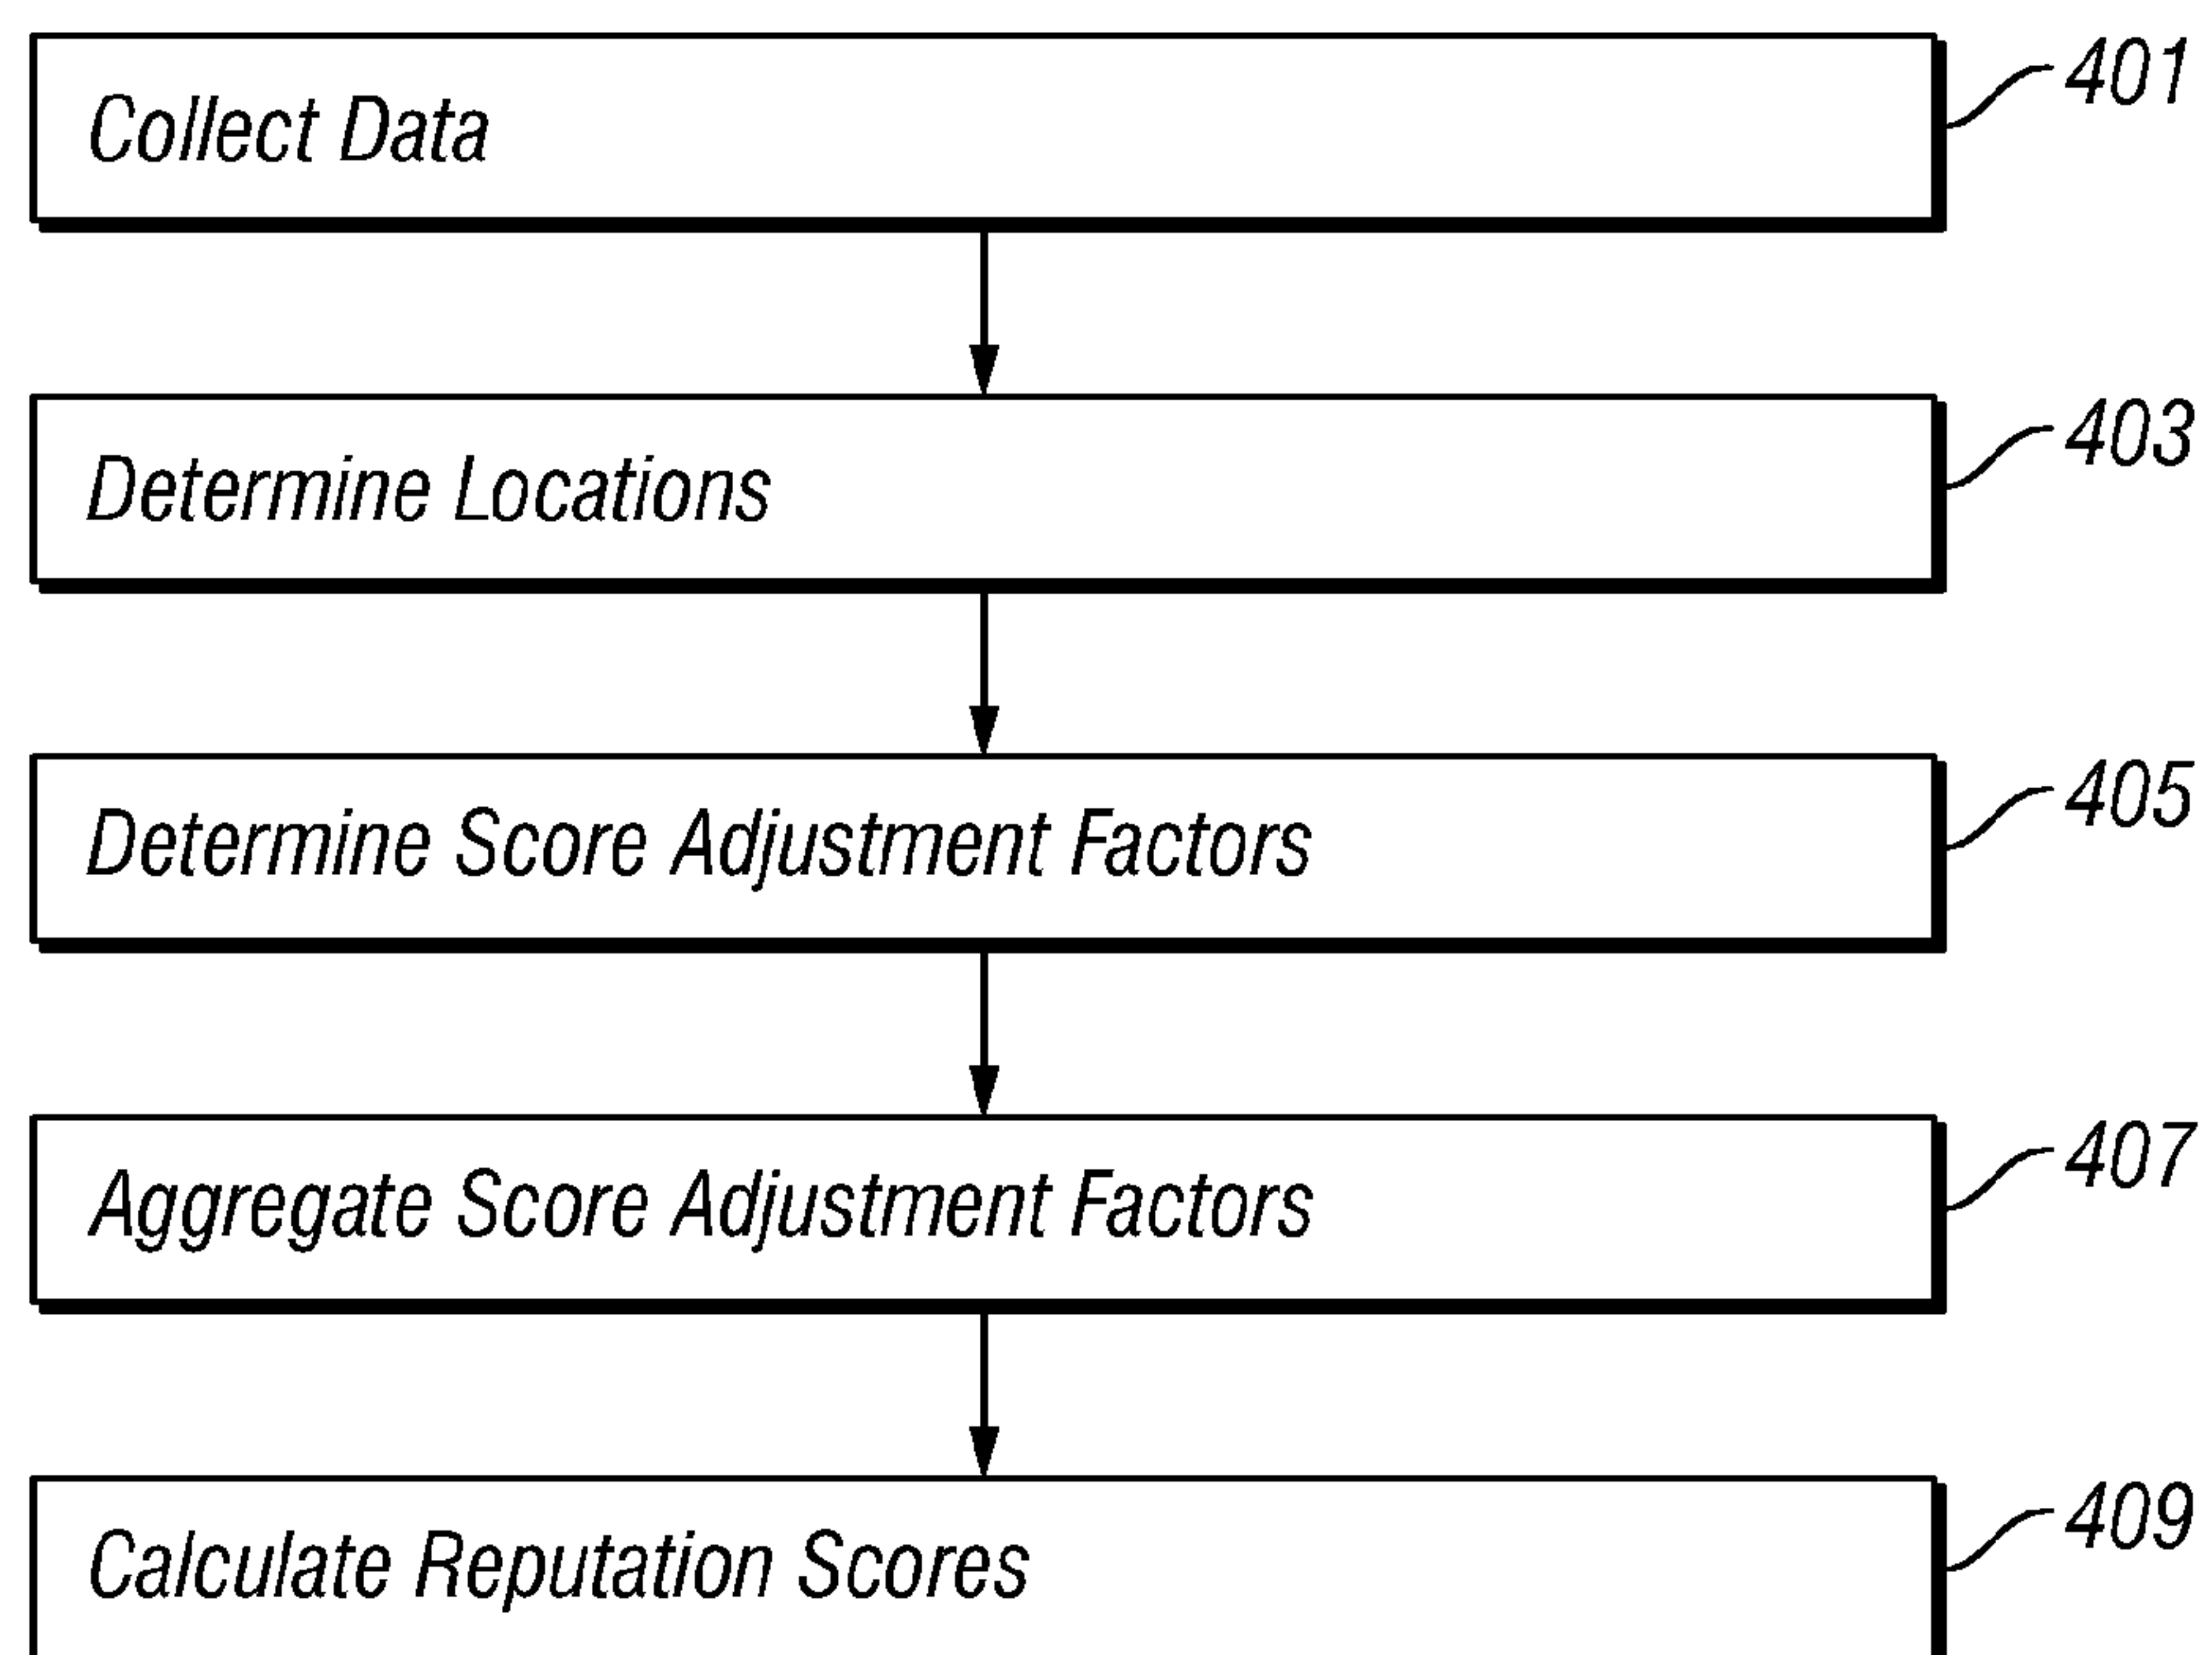 Collect Data
401
Determine Locations
403
Determine Score Adjustment Factors
405
Aggregate Score Adjustment Factors
407
Calculate Reputation Scores
409